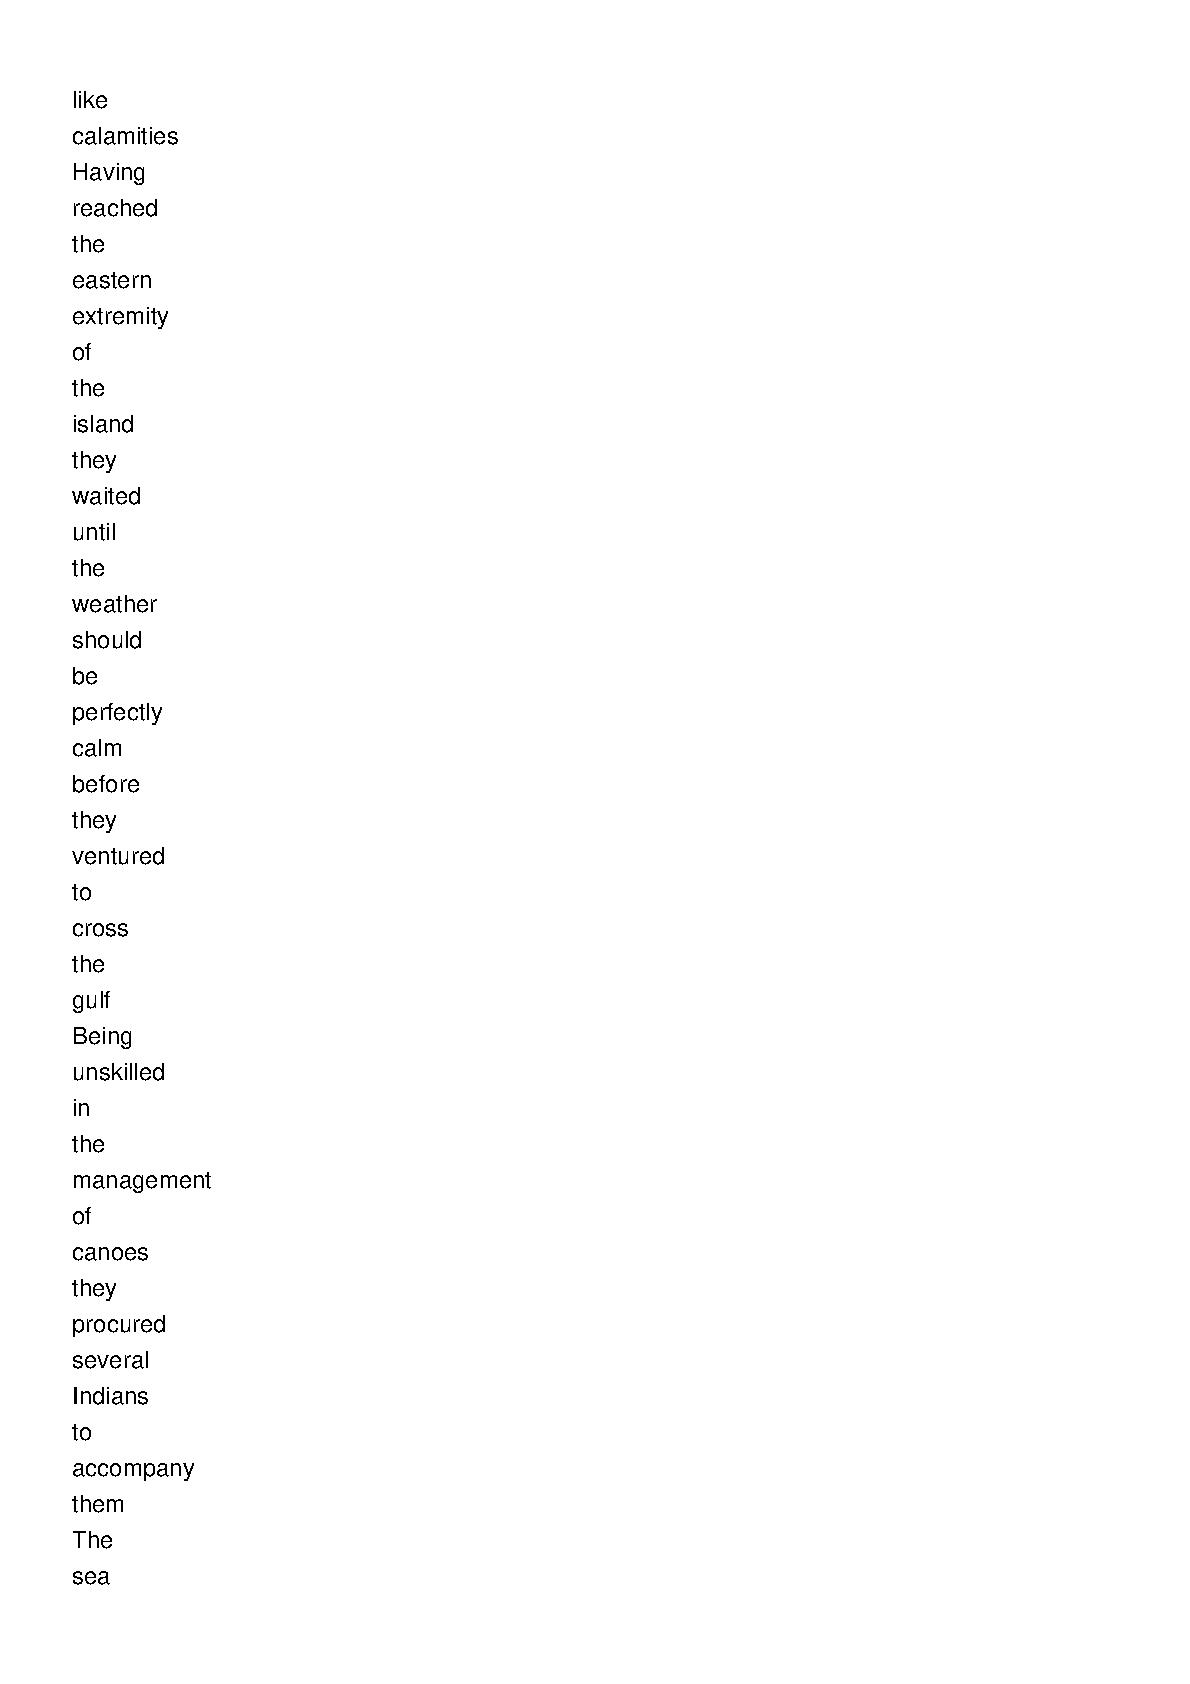 like
calamities
Having
reached
the
eastern
extremity
of
the
island
they
waited
until
the
weather
should
be
perfectly
calm
before
they
ventured
to
cross
the
gulf
Being
unskilled
in
the
management
of
canoes
they
procured
several
Indians
to
accompany
them
The
sea